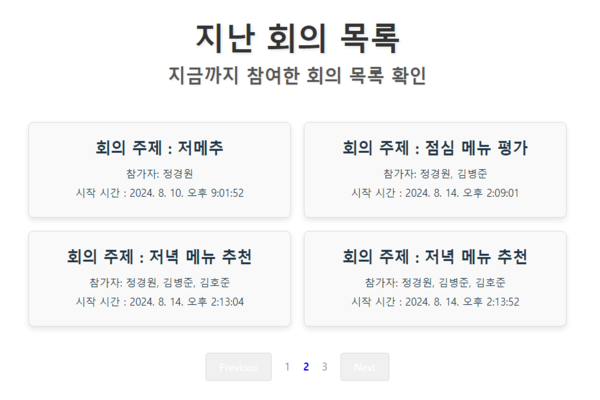 지난 회의 목록
지금까지 참여한 회의 목록 확인
회의 주제 : 저메추
참가자: 정경원
시작 시간 : 2024. 8. 10. 오후 9:01:52
회의 주제 : 점심 메뉴 평가
참가자: 정경원, 김병준
시작 시간 : 2024. 8. 14. 오후 2:09:01
회의 주제 : 저녁 메뉴 추천
참가자: 정경원, 김병준, 김호준
시작 시간 : 2024. 8. 14. 오후 2:13:04
회의 주제 : 저녁 메뉴 추천
참가자: 정경원, 김병준, 김호준
시작 시간 : 2024. 8. 14. 오후 2:13:52
Previous 1 2 3 Next